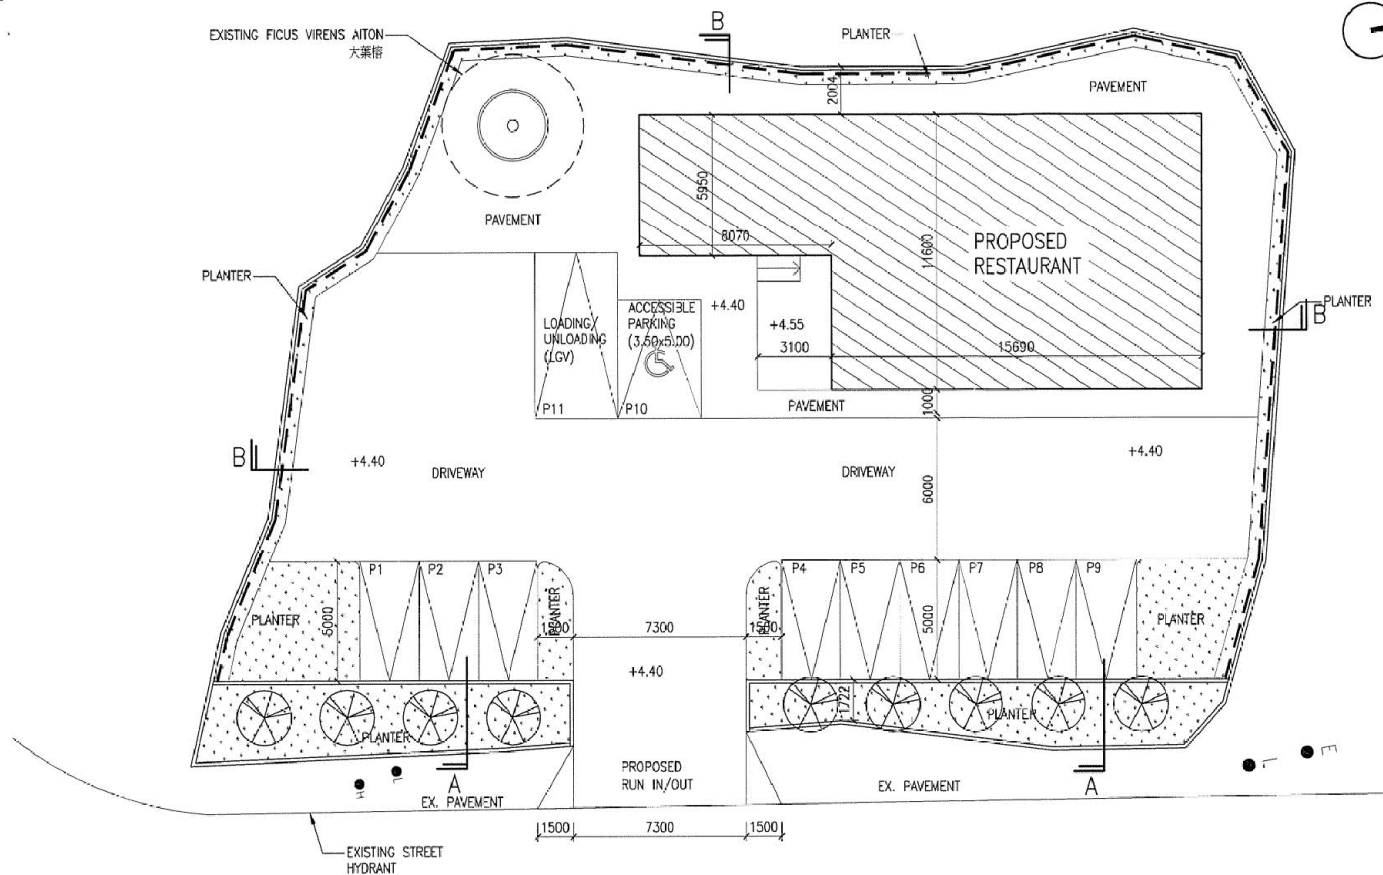 B
EXISTING FICUS VIRENS AITON
大葉榕
PLANTER
PAVEMENT
2004
5950
PAVEMENT
8070
11600
PROPOSED
RESTAURANT
PLANTER
PLANTER
B
LOADING/
UNLOADING
(LGV)
ACCESSIBLE
PARKING
(3.50x5.00)
+4.40
+4.55
3100
15690
P11
P10
PAVEMENT
1000
B
+4.40
DRIVEWAY
DRIVEWAY
6000
+4.40
P1
P2
P3
P4
P5
P6
P7
P8
P9
PLANTER
5000
PLANTER
1500
7300
PLANTER
1500
5000
PLANTER
+4.40
1722
PLANTER
PLANTER
PROPOSED
RUN IN/OUT
A
A
EX. PAVEMENT
EX. PAVEMENT
H
L
L
E
1500
7300
1500
EXISTING STREET
HYDRANT